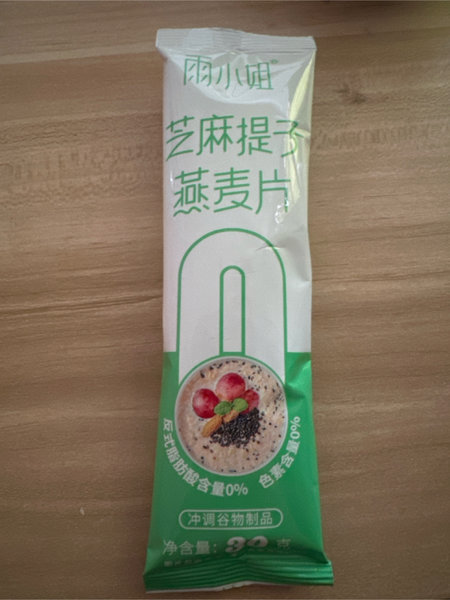 雨小姐®
芝麻提子
燕麦片
反式脂肪酸含量0%
色素含量0%
冲调谷物制品
净含量：30克